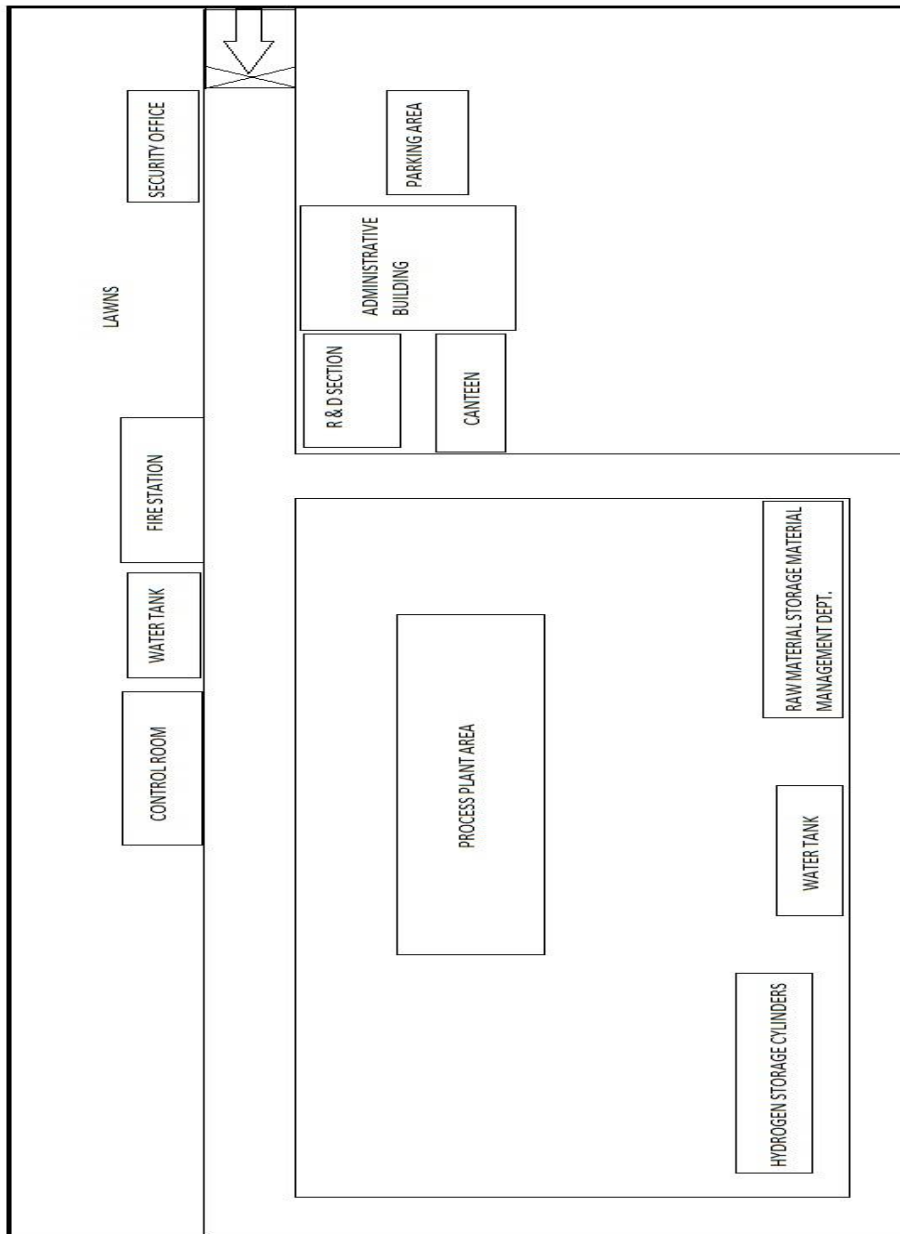 SECURITY OFFICE
LAWNS
FIRE STATION
WATER TANK
CONTROL ROOM
PARKING AREA
ADMINISTRATIVE
BUILDING
R & D SECTION
CANTEEN
PROCESS PLANT AREA
RAW MATERIAL STORAGE MATERIAL
MANAGEMENT DEPT.
WATER TANK
HYDROGEN STORAGE CYLINDERS